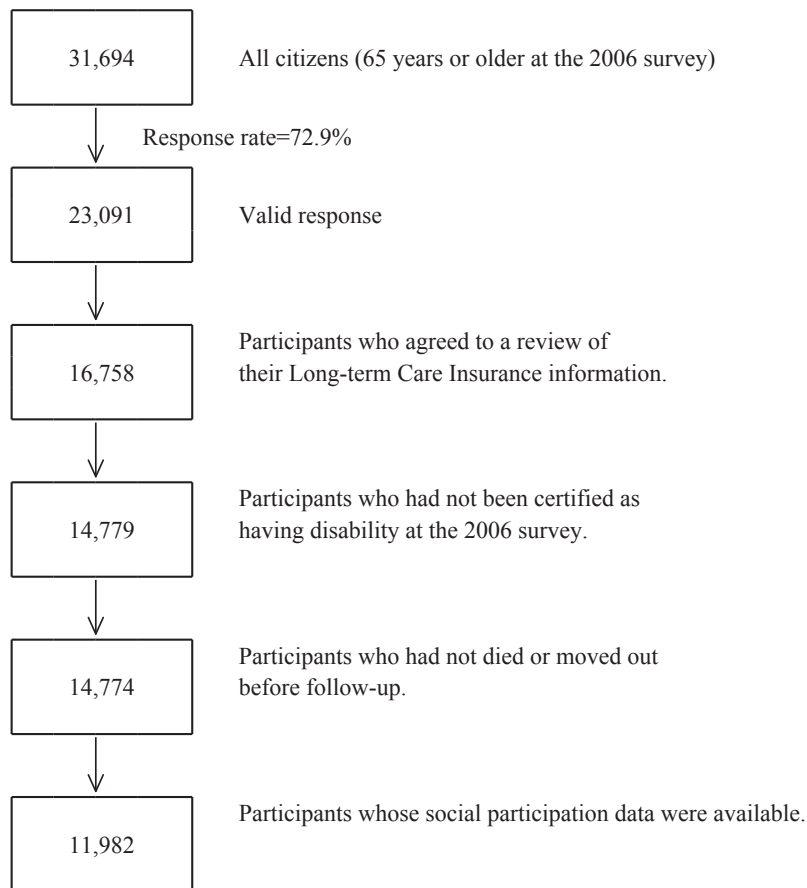 31,694
All citizens (65 years or older at the 2006 survey)
Response rate=72.9%
23,091
Valid response
16,758
Participants who agreed to a review of
their Long-term Care Insurance information.
14,779
Participants who had not been certified as
having disability at the 2006 survey.
14,774
Participants who had not died or moved out
before follow-up.
11,982
Participants whose social participation data were available.